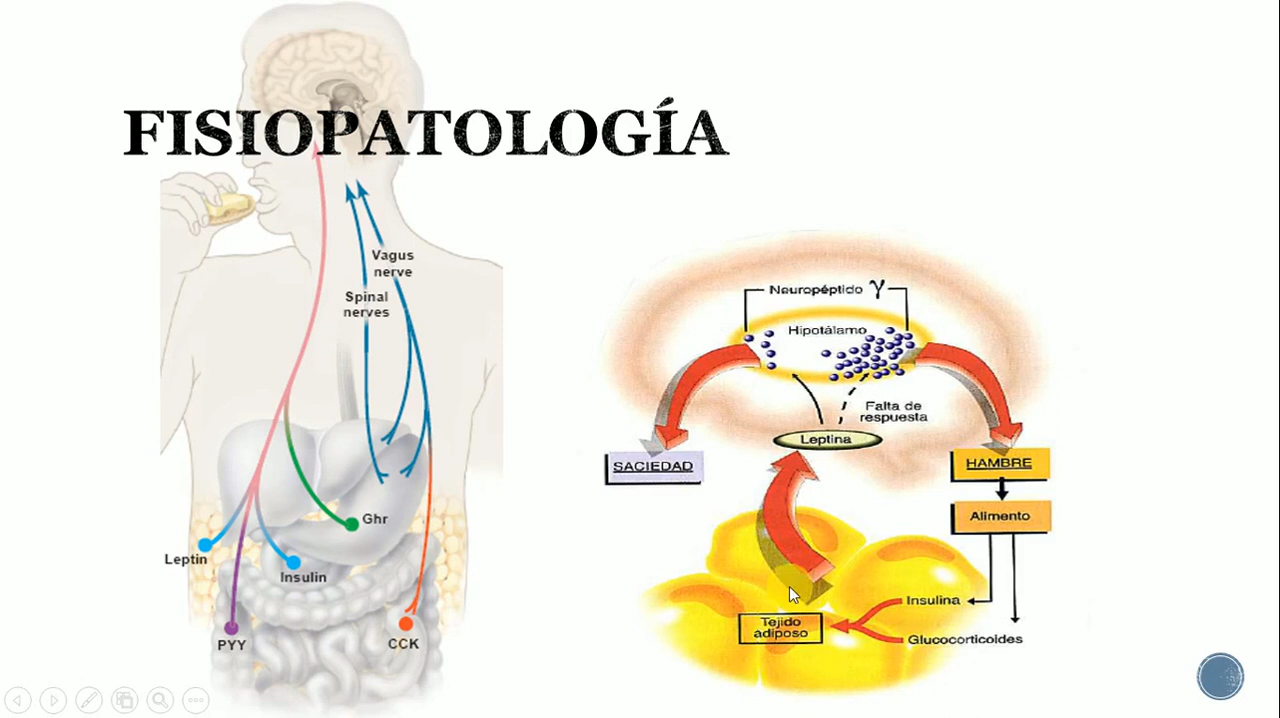 FISIOPATOLOGÍA
Vagus
nerve
Spinal
nerves
Ghr
Leptin
Insulin
PYY
CCK
Neuropéptido γ
Hipotálamo
Falta de
respuesta
Leptina
SACIEDAD
HAMBRE
Alimento
Insulina
Tejido
adiposo
Glucocorticoides